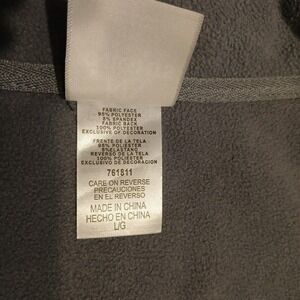 FABRIC FACE
95% POLYESTER
5% SPANDEX
FABRIC BACK
100% POLYESTER
EXCLUSIVE OF DECORATION
FRENTE DE LA TELA
95% POLIESTER
5% ELASTANO
REVERSO DE LA TELA
100% POLIESTER
EXCLUSIVO DE DECORACION
761811
CARE ON REVERSE
PRECAUCIONES
EN EL REVERSO
MADE IN CHINA
HECHO EN CHINA
L/G